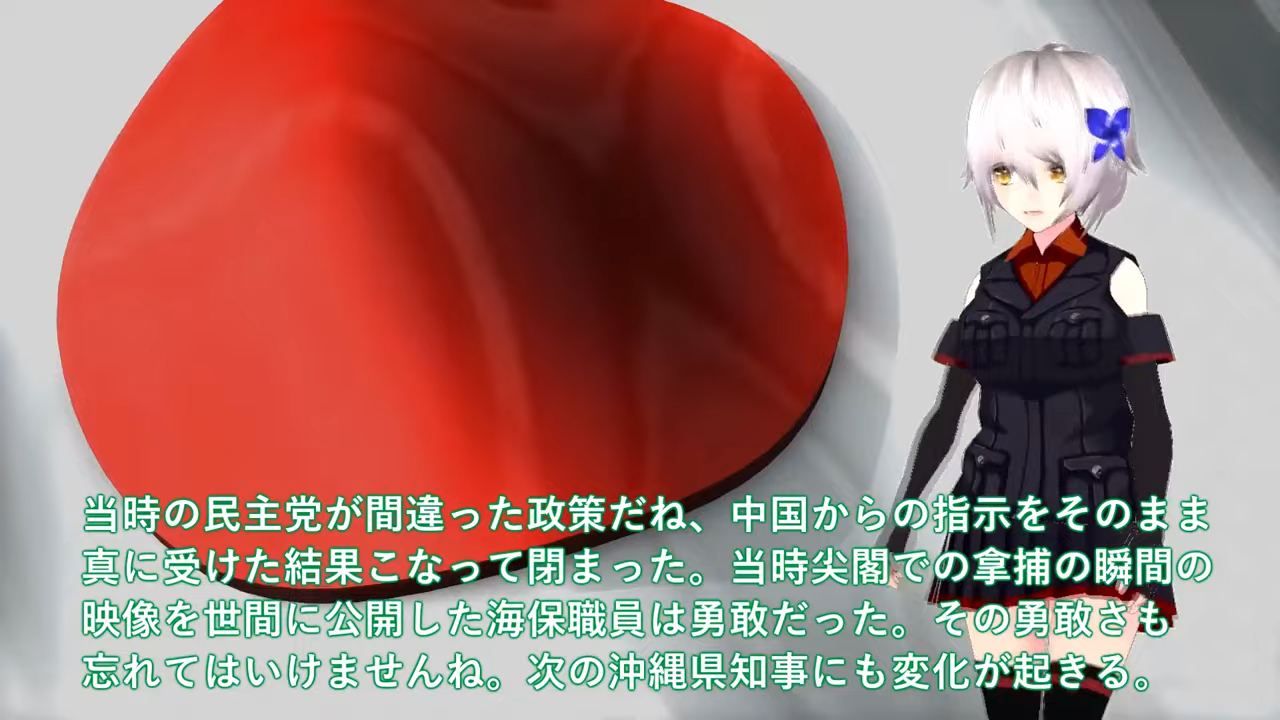 当時の民主党が間違った政策だね、中国からの指示をそのまま
真に受けた結果こなって閉まった。当時尖閣での拿捕の瞬間の
映像を世間に公開した海保職員は勇敢だった。その勇敢さも
忘れてはいけませんね。次の沖縄県知事にも変化が起きる。